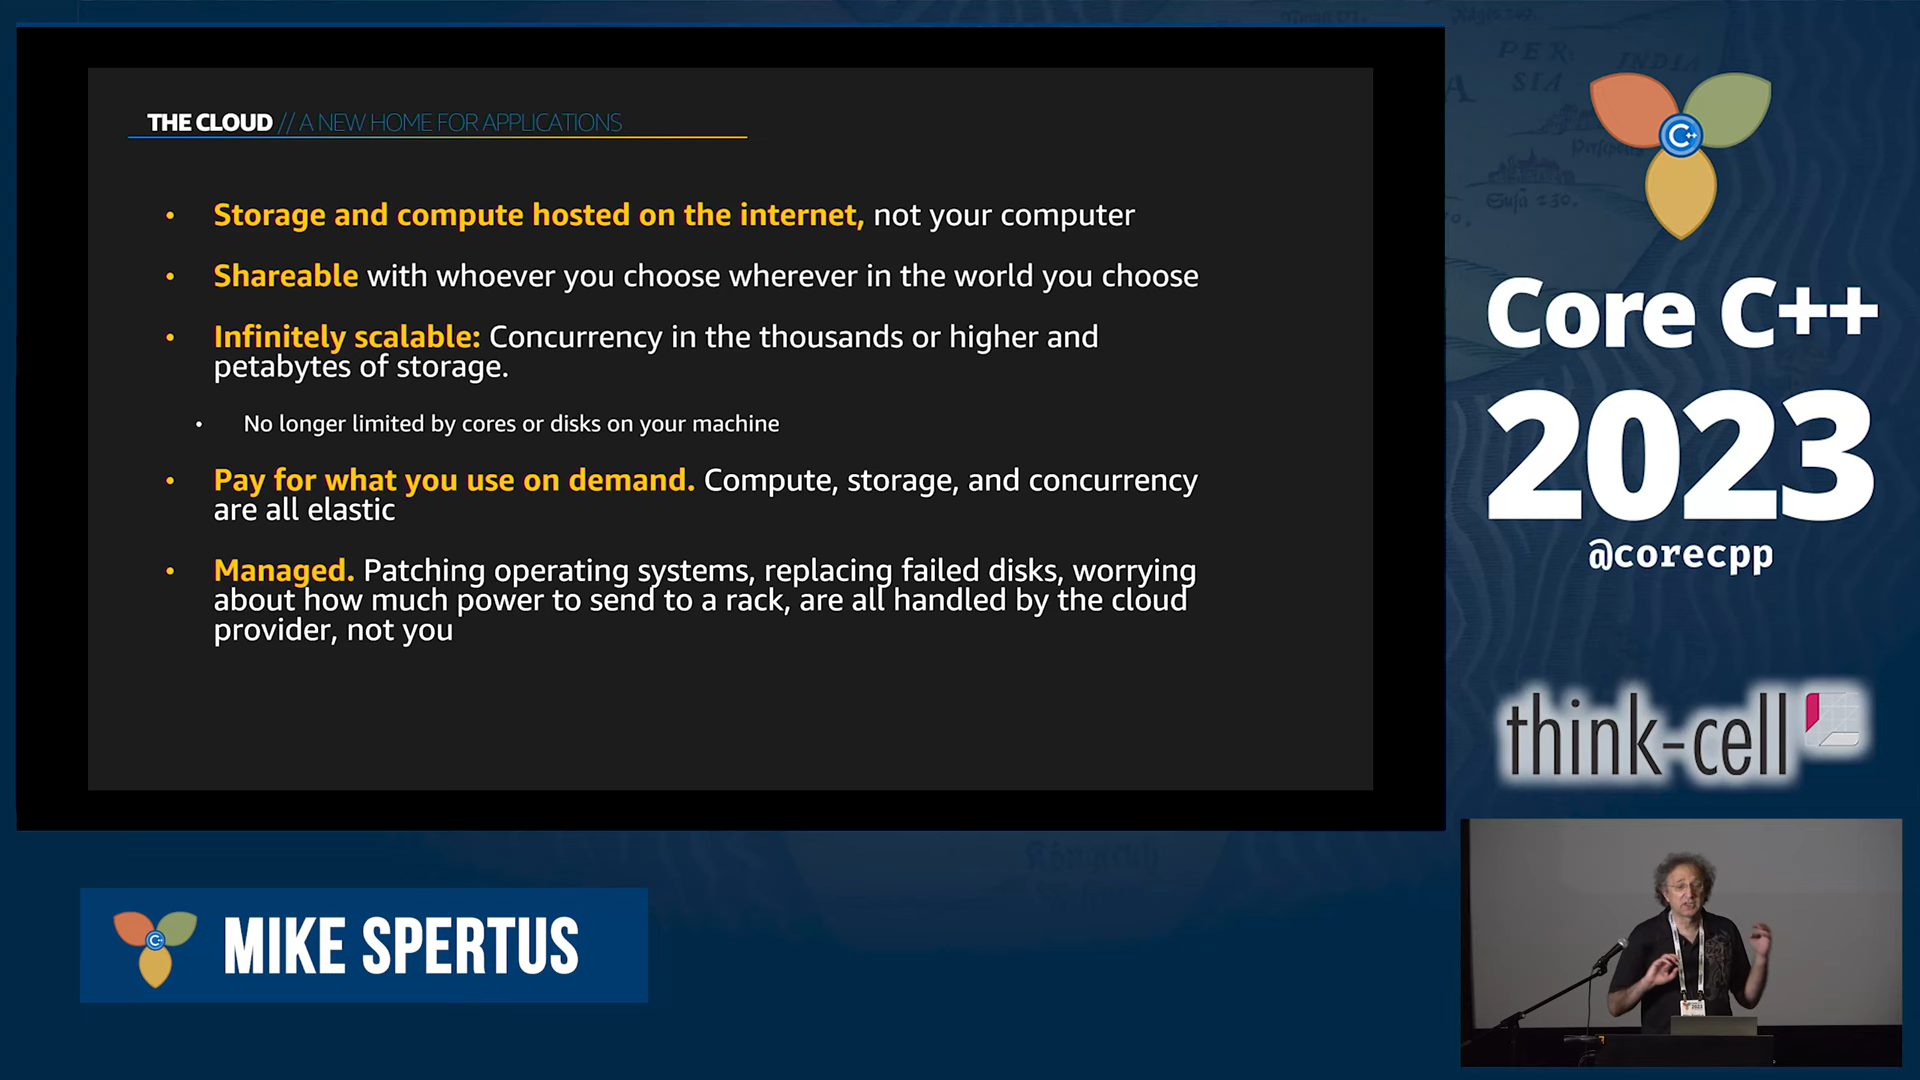 THE CLOUD // A NEW HOME FOR APPLICATIONS
• Storage and compute hosted on the internet, not your computer
• Shareable with whoever you choose wherever in the world you choose
• Infinitely scalable: Concurrency in the thousands or higher and
petabytes of storage.
• No longer limited by cores or disks on your machine
• Pay for what you use on demand. Compute, storage, and concurrency
are all elastic
• Managed. Patching operating systems, replacing failed disks, worrying
about how much power to send to a rack, are all handled by the cloud
provider, not you
PER
SIA
INDIA
C++
Core C++
2023
@corecpp
think-cell
MIKE SPERTUS